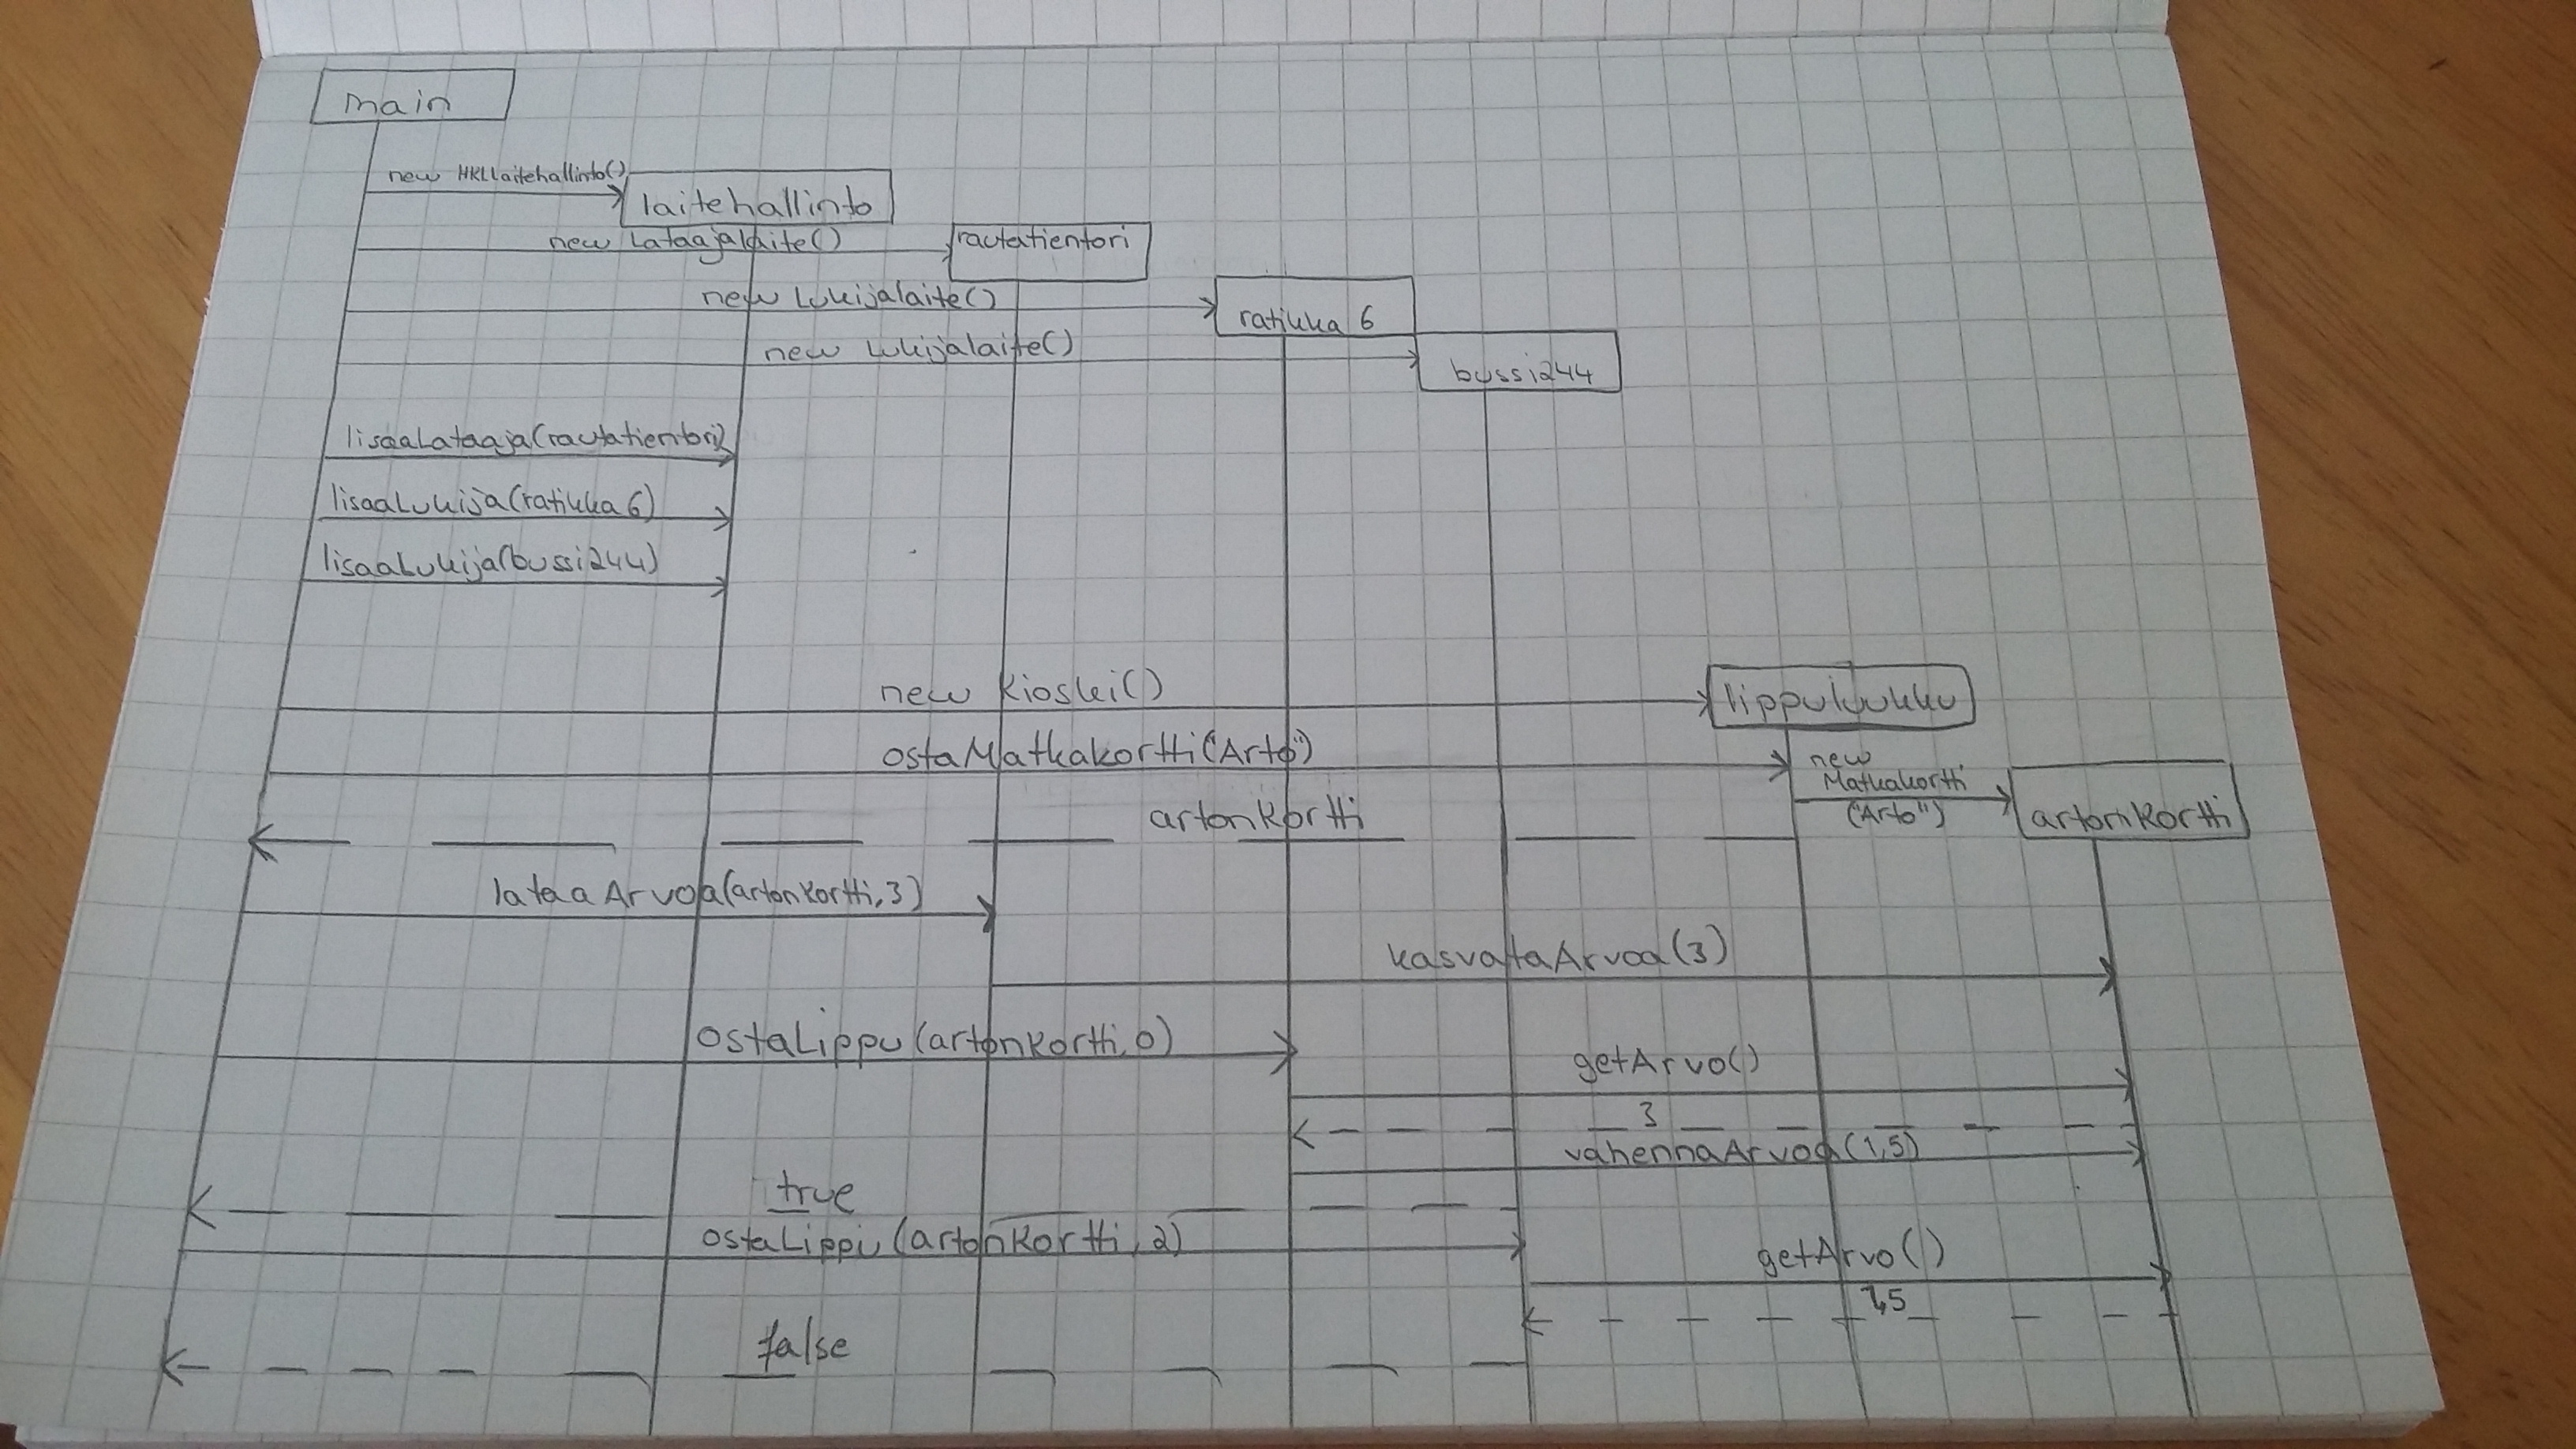 main
new HKLLaitehallinto()
laitehallinto
new Lataajalaite()
rautatientori
new Lukijalaite()
ratikka 6
new Lukijalaite()
bussi244
lisaaLataaja(rautatientori)
lisaaLukija(ratikka 6)
lisaaLukija(bussi244)
new Kioski()
lippuluukku
ostaMatkakortti("Arto")
new
Matkakortti
("Arto")
artonKortti
artonKortti
lataaArvoa(artonKortti,3)
kasvataArvoa(3)
ostaLippu(artonKortti,0)
getArvo()
3
vahennaArvoa(1,5)
true
ostaLippu(artonKortti,2)
getArvo()
1,5
false